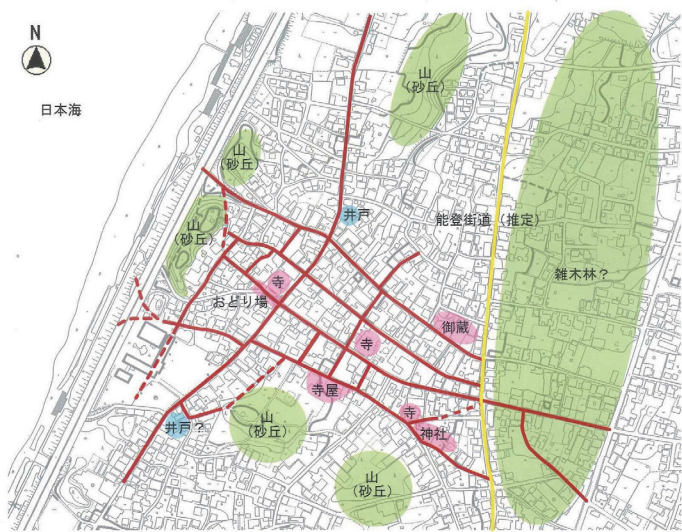 N
日本海
山
(砂丘)
山
(砂丘)
山
(砂丘)
井戸
能登街道(推定)
雑木林?
寺
おどり場
御蔵
寺
寺屋
寺
神社
井戸?
山
(砂丘)
山
(砂丘)